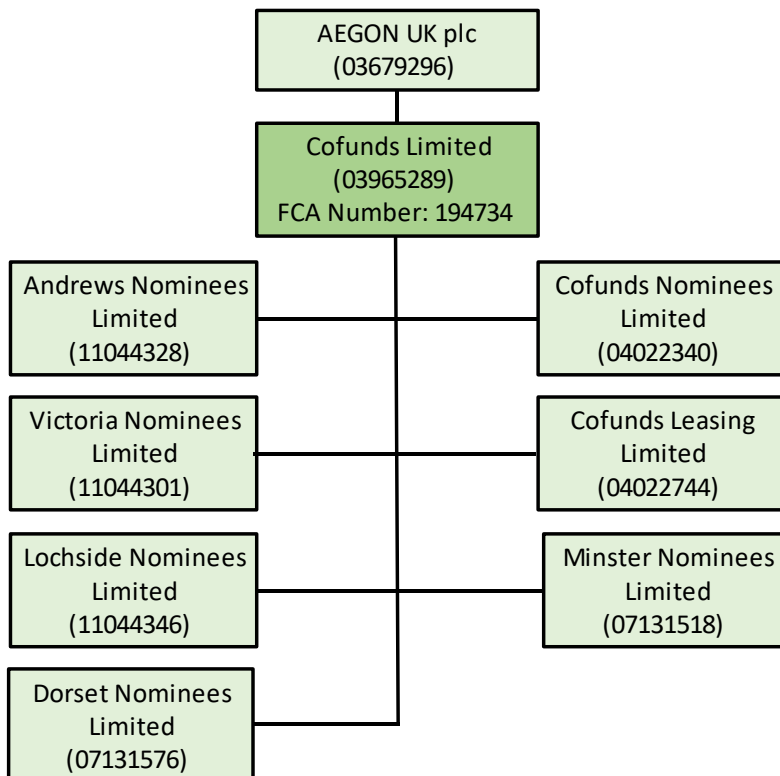 AEGON UK plc
(03679296)
Cofunds Limited
(03965289)
FCA Number: 194734
Andrews Nominees
Limited
(11044328)
Cofunds Nominees
Limited
(04022340)
Victoria Nominees
Limited
(11044301)
Cofunds Leasing
Limited
(04022744)
Lochside Nominees
Limited
(11044346)
Minster Nominees
Limited
(07131518)
Dorset Nominees
Limited
(07131576)